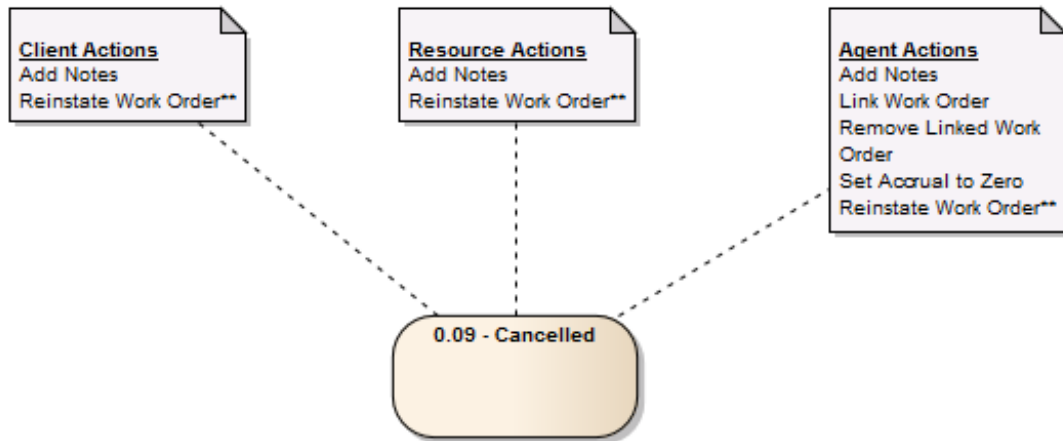 Client Actions
Add Notes
Reinstate Work Order**
Resource Actions
Add Notes
Reinstate Work Order**
Agent Actions
Add Notes
Link Work Order
Remove Linked Work
Order
Set Accrual to Zero
Reinstate Work Order**
0.09 - Cancelled